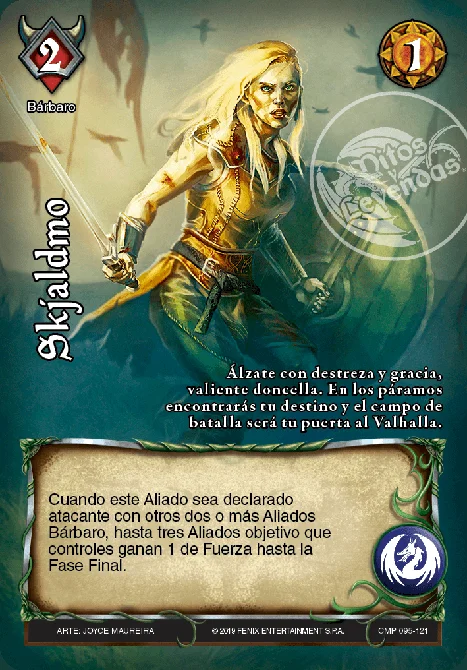 2
1
Bárbaro
Mitos
y
Leyendas
Skjaldmo
Álzate con destreza y gracia,
valiente doncella. En los páramos
encontrarás tu destino y el campo de
batalla será tu puerta al Valhalla.
Cuando este Aliado sea declarado
atacante con otros dos o más Aliados
Bárbaro, hasta tres Aliados objetivo que
controles ganan 1 de Fuerza hasta la
Fase Final.
ARTE: JOYCE MAUREIRA
© 2019 FENIX ENTERTAINMENT S.P.A.
CMP 095-121